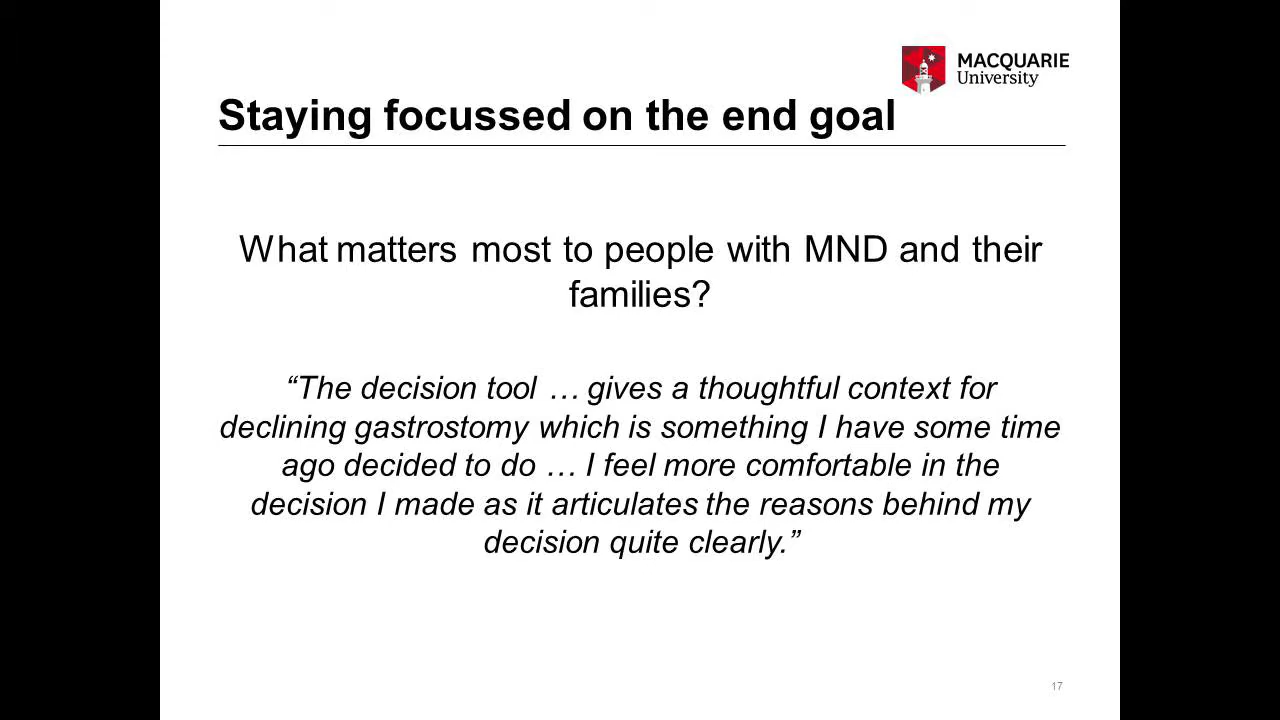 MACQUARIE
University
Staying focussed on the end goal
What matters most to people with MND and their
families?
“The decision tool … gives a thoughtful context for
declining gastrostomy which is something I have some time
ago decided to do … I feel more comfortable in the
decision I made as it articulates the reasons behind my
decision quite clearly.”
17